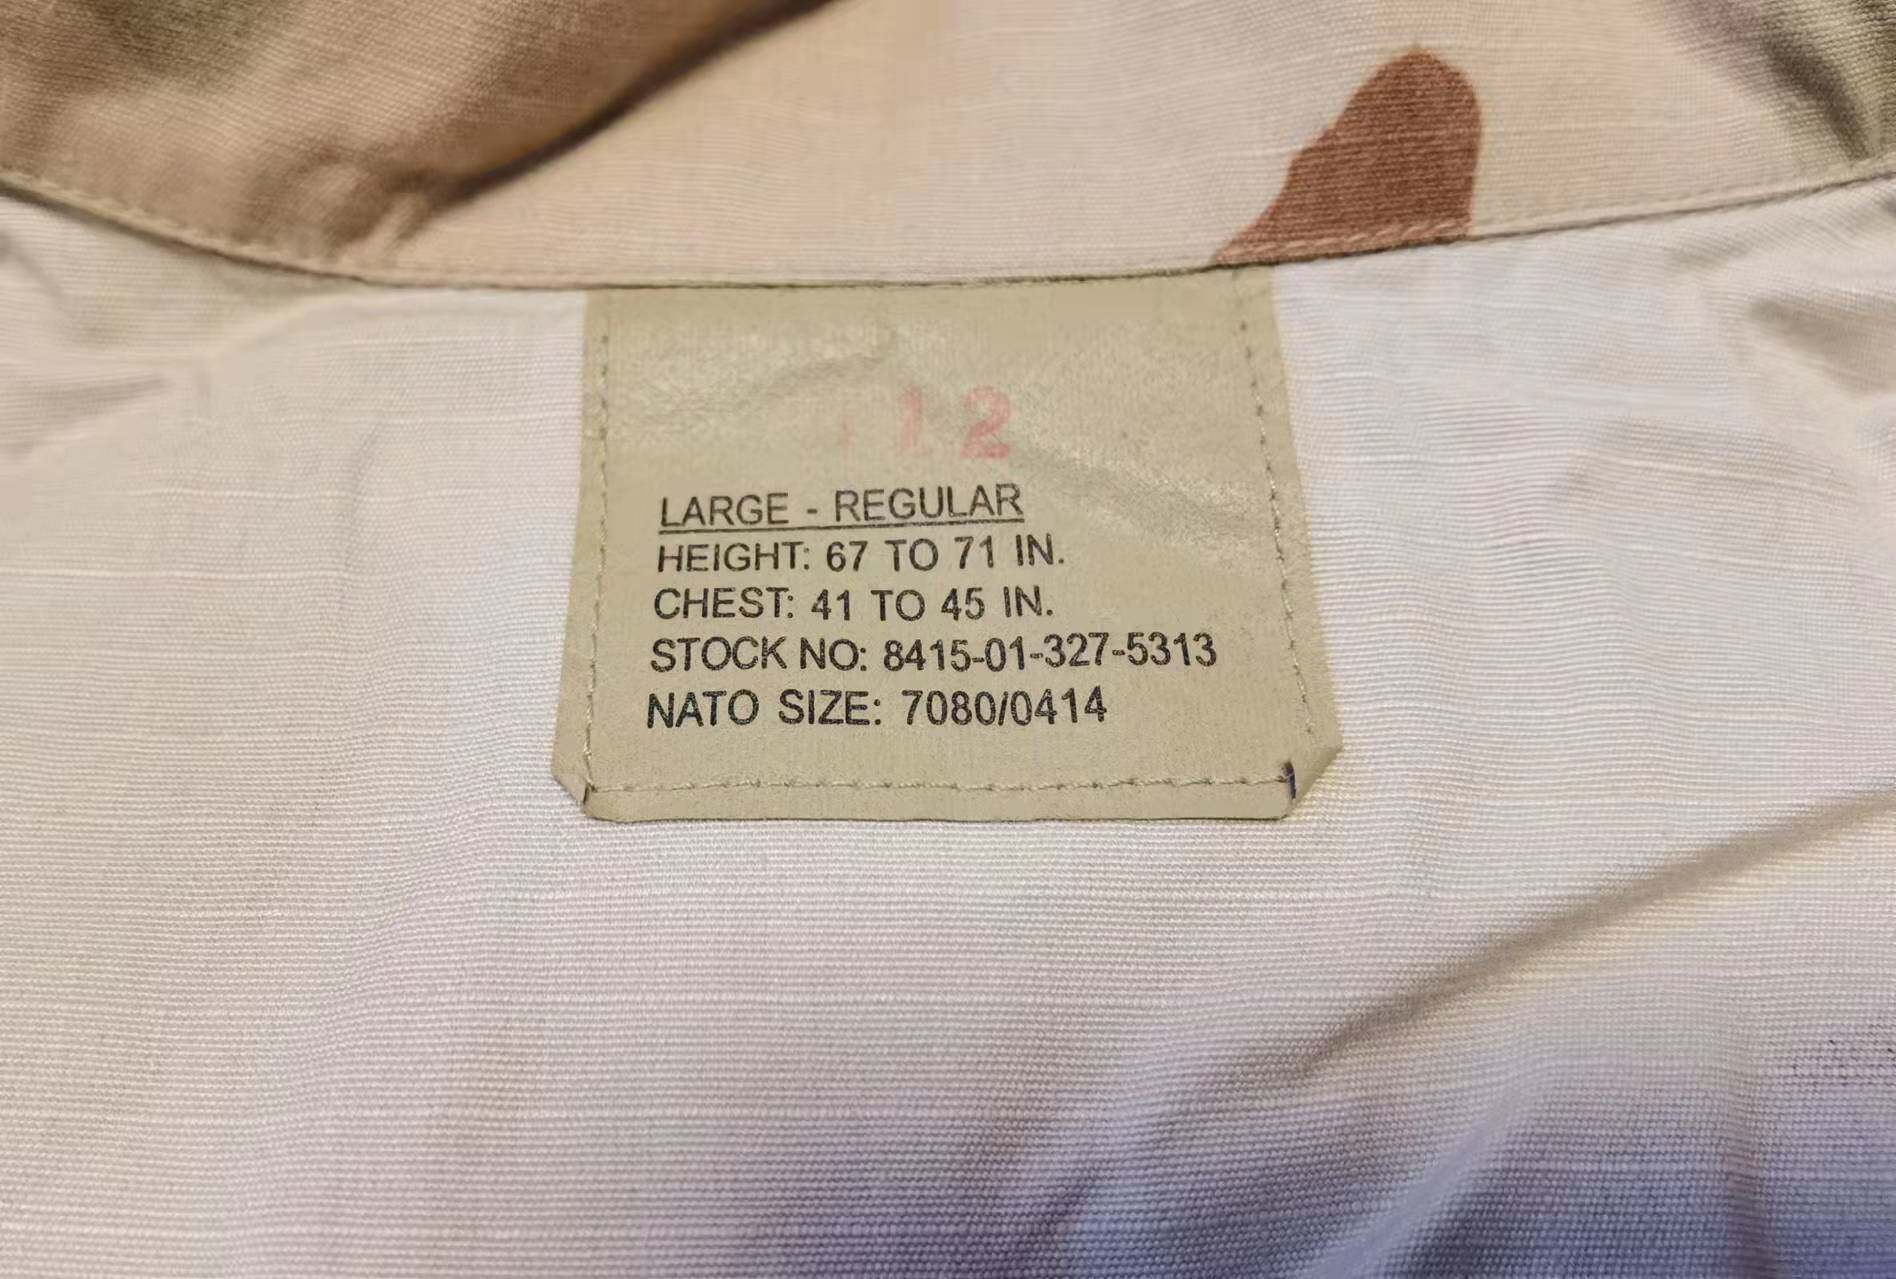 12
LARGE - REGULAR
HEIGHT: 67 TO 71 IN.
CHEST: 41 TO 45 IN.
STOCK NO: 8415-01-327-5313
NATO SIZE: 7080/0414